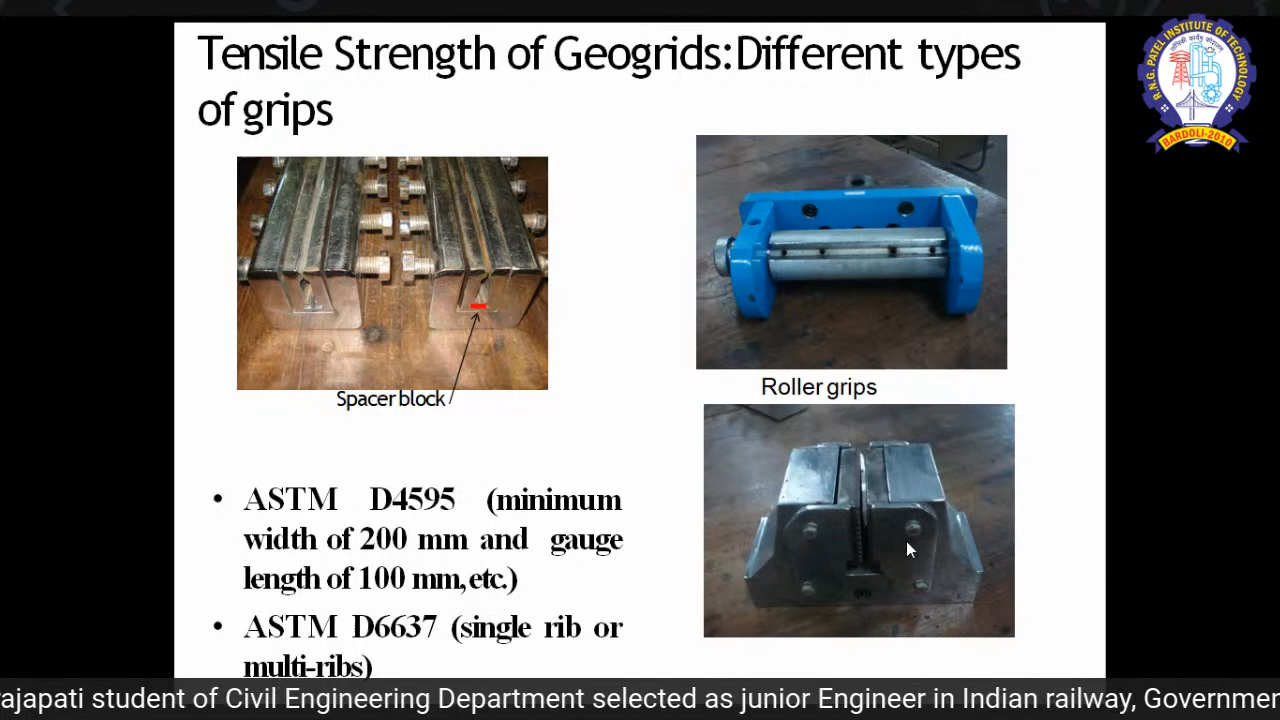 Tensile Strength of Geogrids:Different types
of grips
R.N.G. PATEL INSTITUTE OF TECHNOLOGY
BARDOLI-2010
Spacer block
Roller grips
• ASTM D4595 (minimum
width of 200 mm and gauge
length of 100 mm, etc.)
• ASTM D6637 (single rib or
multi-ribs)
rajapati student of Civil Engineering Department selected as junior Engineer in Indian railway, Governmen